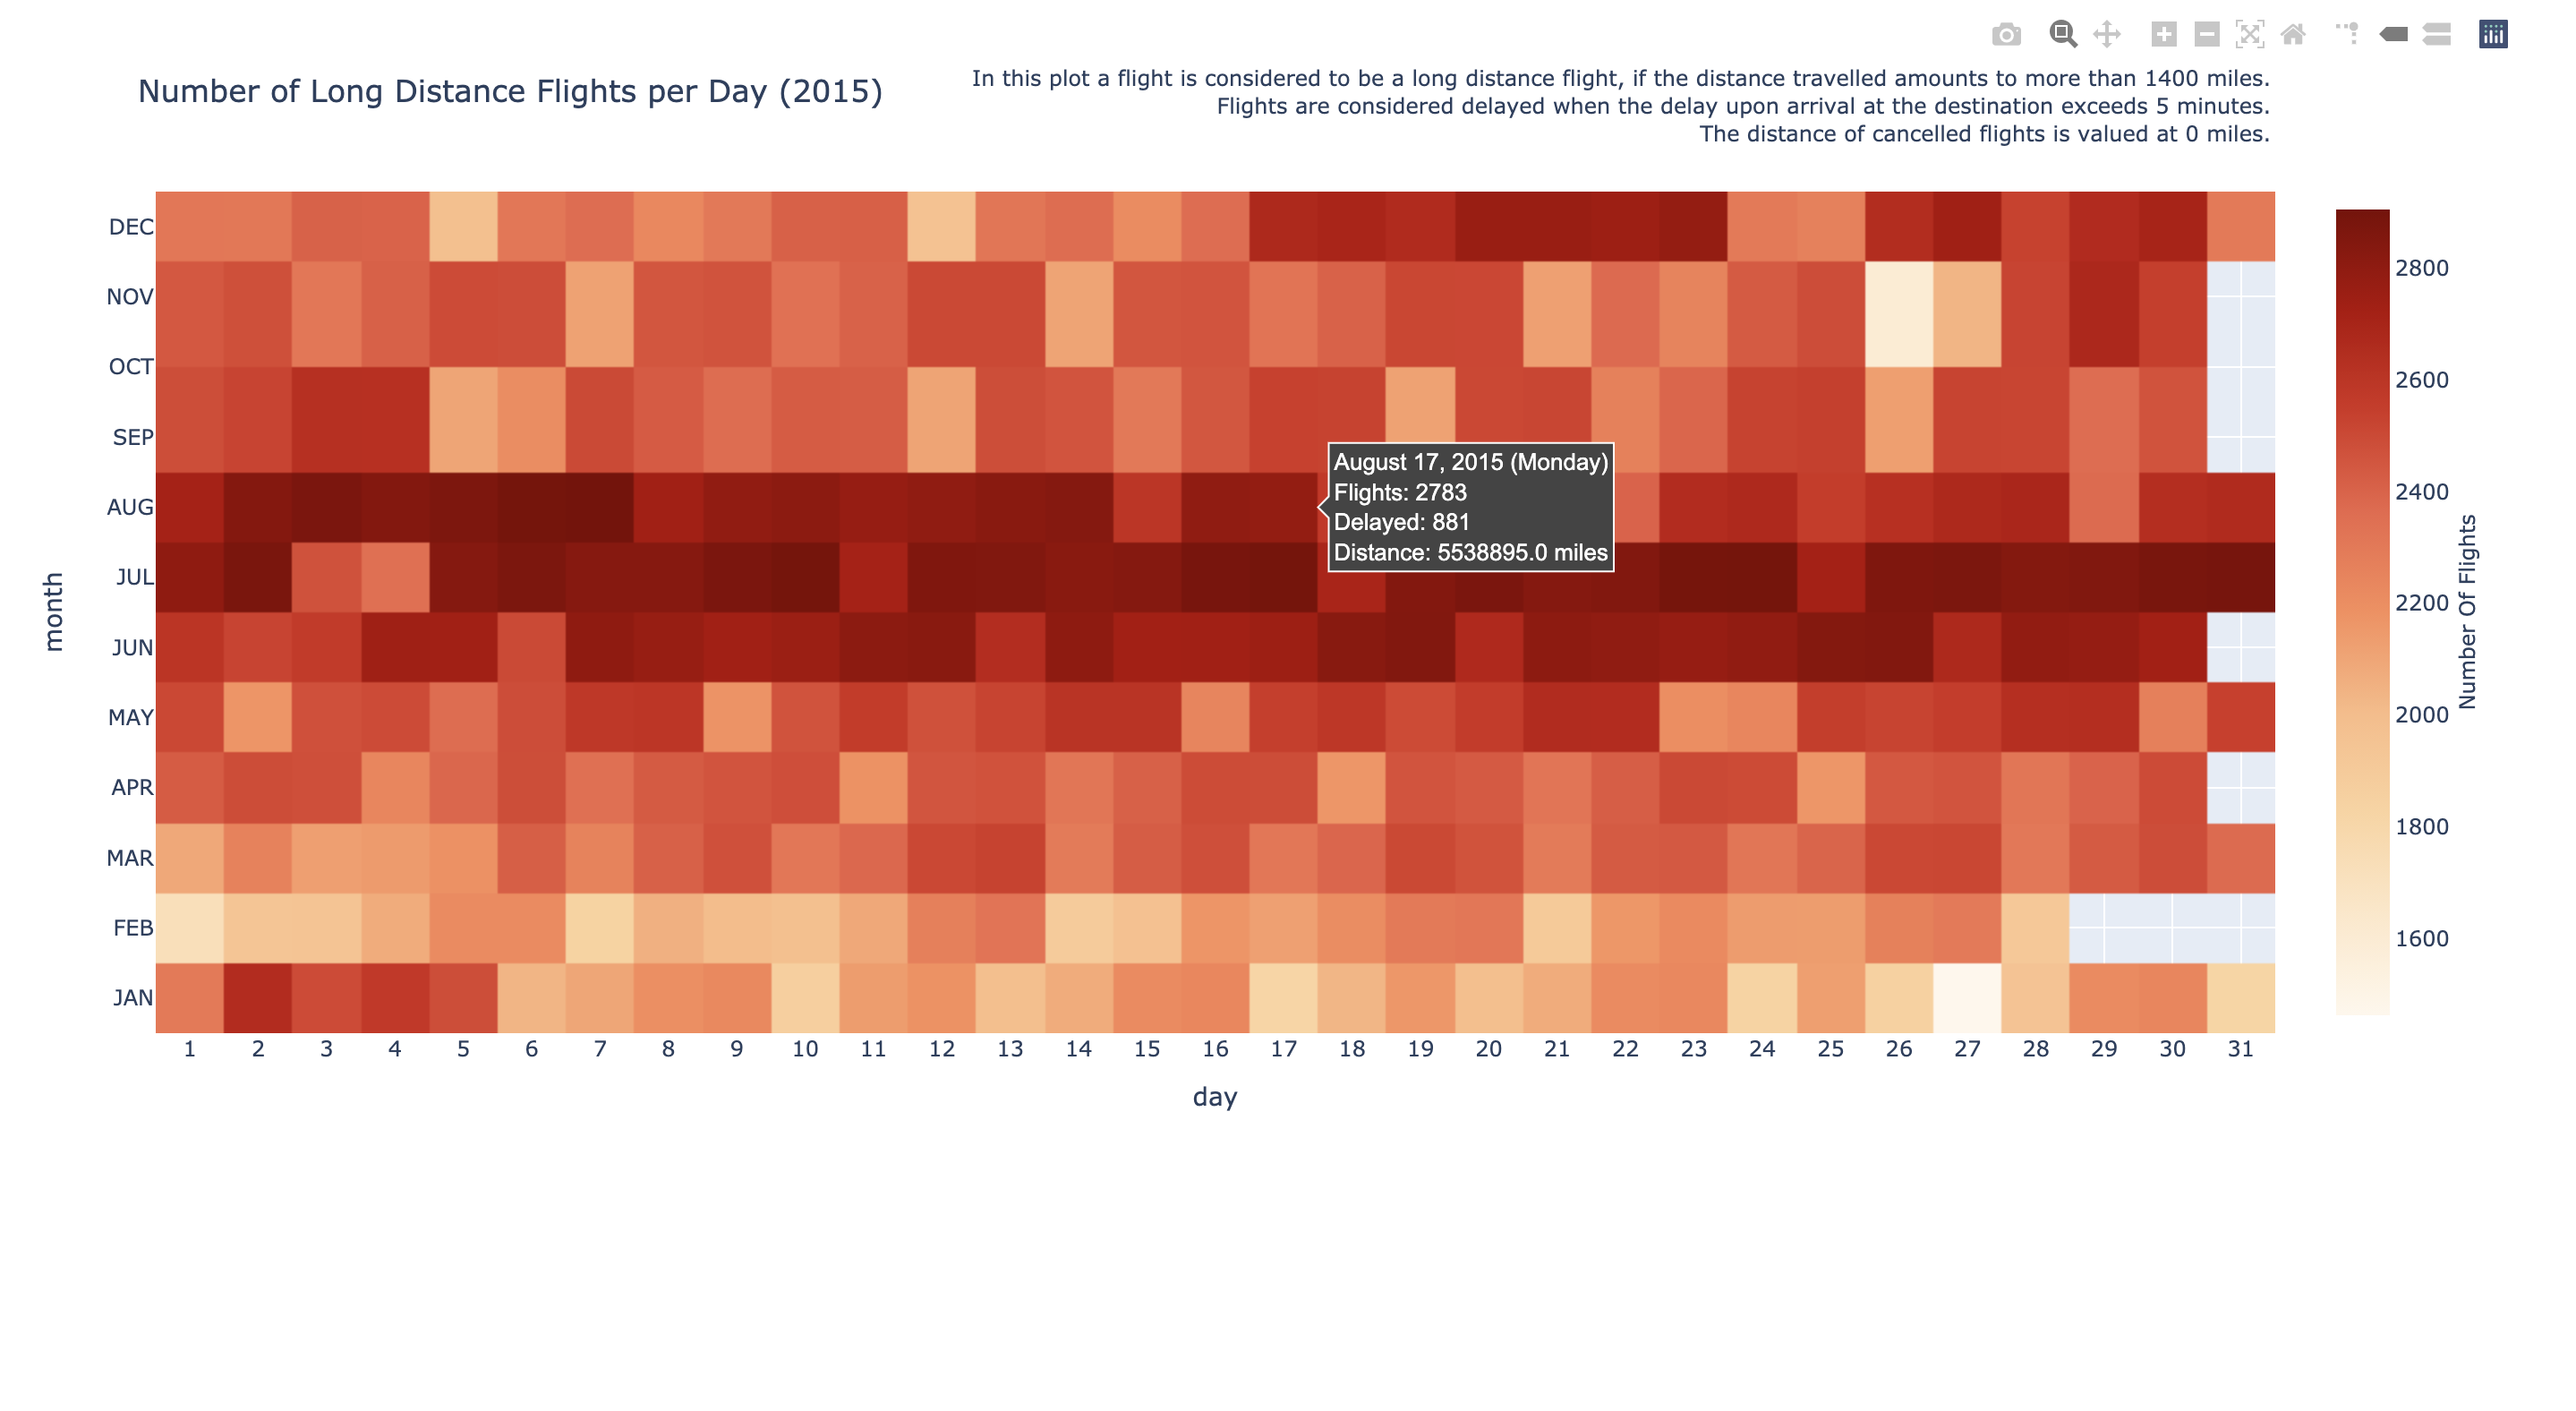 Number of Long Distance Flights per Day (2015)
In this plot a flight is considered to be a long distance flight, if the distance travelled amounts to more than 1400 miles.
Flights are considered delayed when the delay upon arrival at the destination exceeds 5 minutes.
The distance of cancelled flights is valued at 0 miles.
month
DEC
NOV
OCT
SEP
AUG
JUL
JUN
MAY
APR
MAR
FEB
JAN
August 17, 2015 (Monday)
Flights: 2783
Delayed: 881
Distance: 5538895.0 miles
1 2 3 4 5 6 7 8 9 10 11 12 13 14 15 16 17 18 19 20 21 22 23 24 25 26 27 28 29 30 31
day
2800
2600
2400
2200
2000
1800
1600
Number Of Flights